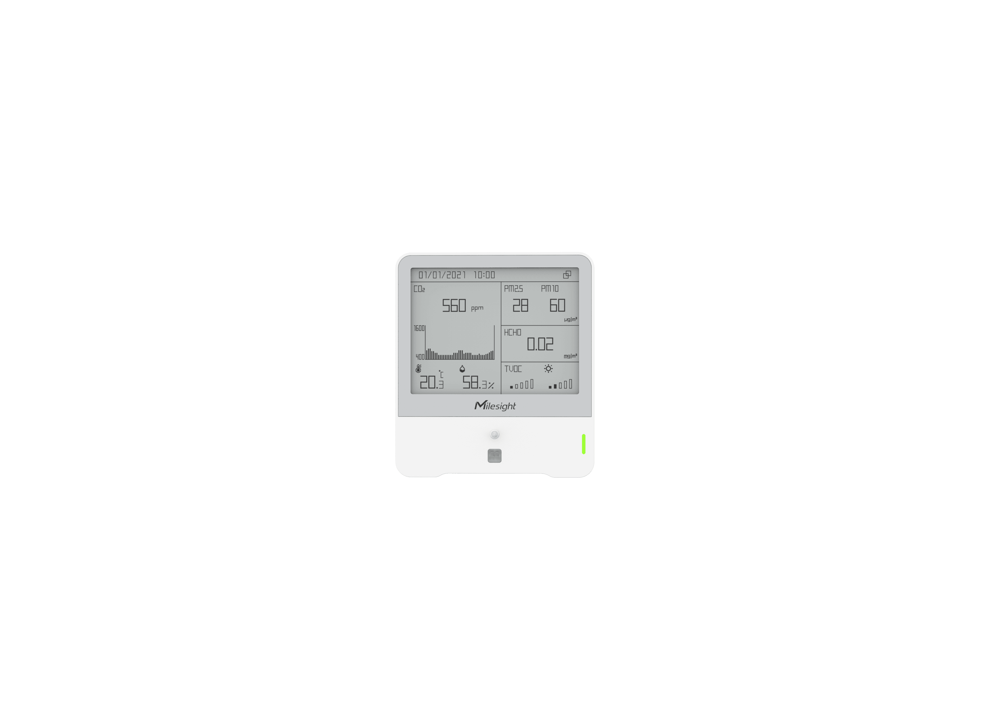 01/01/2021 10:00
CO₂
560 ppm
1600
400
°C
20.3
58.3%
PM2.5 PM10
28 60
µg/m³
HCHO
0.02
mg/m³
TVOC
Milesight